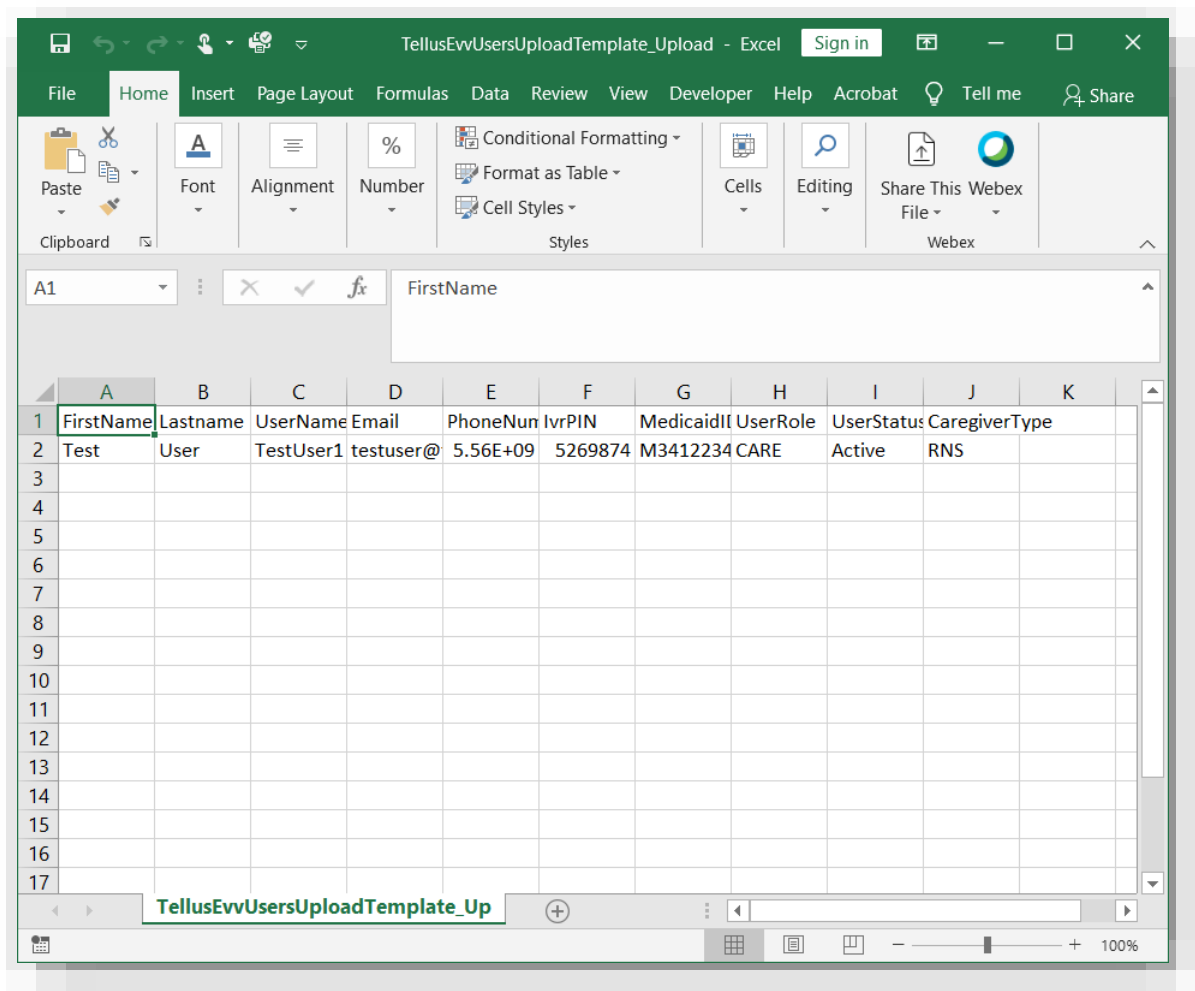 TellusEvvUsersUploadTemplate_Upload - Excel Sign in
File Home Insert Page Layout Formulas Data Review View Developer Help Acrobat Tell me Share
Paste Font Alignment Number Conditional Formatting Format as Table Cell Styles Cells Editing Share This File Webex
Clipboard Styles Webex
A1 fx FirstName
A B C D E F G H I J K
1 FirstName Lastname UserName Email PhoneNum IvrPIN MedicaidI UserRole UserStatus CaregiverType
2 Test User TestUser1 testuser@ 5.56E+09 5269874 M3412234 CARE Active RNS
3
4
5
6
7
8
9
10
11
12
13
14
15
16
17
TellusEvvUsersUploadTemplate_Up
100%